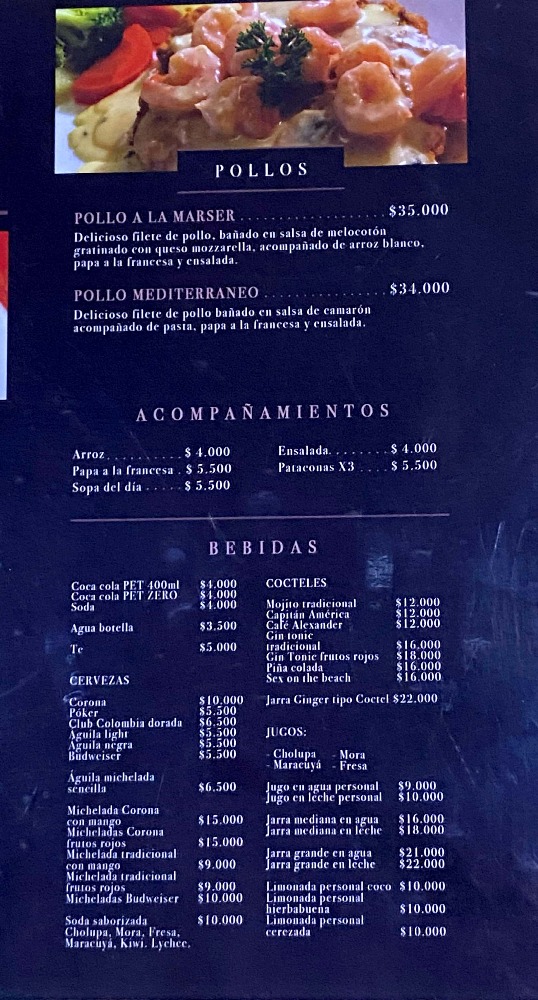 POLLOS
POLLO A LA MARSER ................... $35.000
Delicioso filete de pollo, bañado en salsa de melocotón
gratinado con queso mozzarella, acompañado de arroz blanco,
papa a la francesa y ensalada.
POLLO MEDITERRANEO ................ $34.000
Delicioso filete de pollo bañado en salsa de camarón
acompañado de pasta, papa a la francesa y ensalada.
ACOMPAÑAMIENTOS
Arroz.......... $ 4.000
Papa a la francesa . $ 5.500
Sopa del día ..... $ 5.500
Ensalada........ $ 4.000
Pataconas X3 .... $ 5.500
BEBIDAS
Coca cola PET 400ml $4.000
Coca cola PET ZERO $4.000
Soda $4.000
Agua botella $3.500
Te $5.000
CERVEZAS
Corona $10.000
Póker $5.500
Club Colombia dorada $6.500
Aguila light $5.500
Aguila negra $5.500
Budweiser $5.500
Águila michelada
sencilla $6.500
Michelada Corona
con mango $15.000
Micheladas Corona
frutos rojos $15.000
Michelada tradicional
con mango $9.000
Michelada tradicional
frutos rojos $9.000
Micheladas Budweiser $10.000
Soda saborizada $10.000
Cholupa, Mora, Fresa,
Maracuyá, Kiwi, Lychee.
COCTELES
Mojito tradicional $12.000
Capitán América $12.000
Café Alexander $12.000
Gin tonic
tradicional $16.000
Gin Tonic frutos rojos $18.000
Piña colada $16.000
Sex on the beach $16.000
Jarra Ginger tipo Coctel $22.000
JUGOS:
- Cholupa - Mora
- Maracuyá - Fresa
Jugo en agua personal $9.000
Jugo en leche personal $10.000
Jarra mediana en agua $16.000
Jarra mediana en leche $18.000
Jarra grande en agua $21.000
Jarra grande en leche $22.000
Limonada personal coco $10.000
Limonada personal
hierbabuena $10.000
Limonada personal
cerezada $10.000